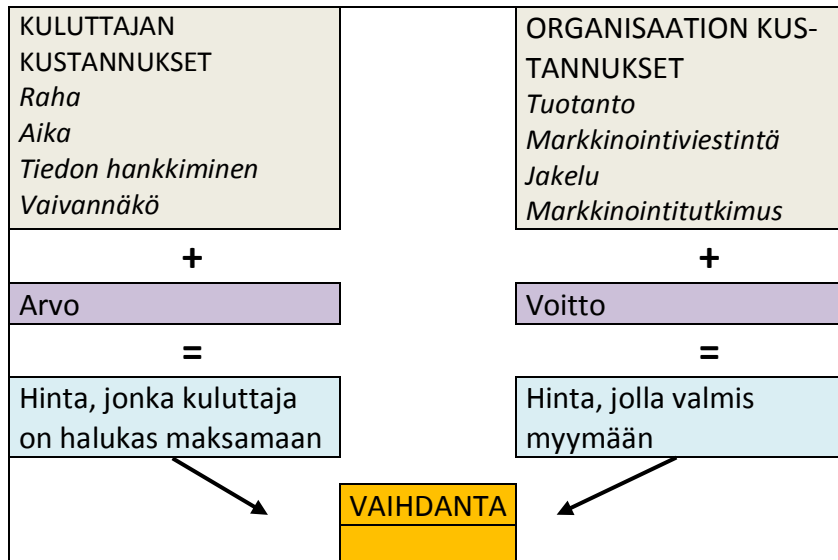 KULUTTAJAN
KUSTANNUKSET
Raha
Aika
Tiedon hankkiminen
Vaivannäkö
+
Arvo
=
Hinta, jonka kuluttaja
on halukas maksamaan
ORGANISAATION KUS-
TANNUKSET
Tuotanto
Markkinointiviestintä
Jakelu
Markkinointitutkimus
+
Voitto
=
Hinta, jolla valmis
myymään
VAIHDANTA